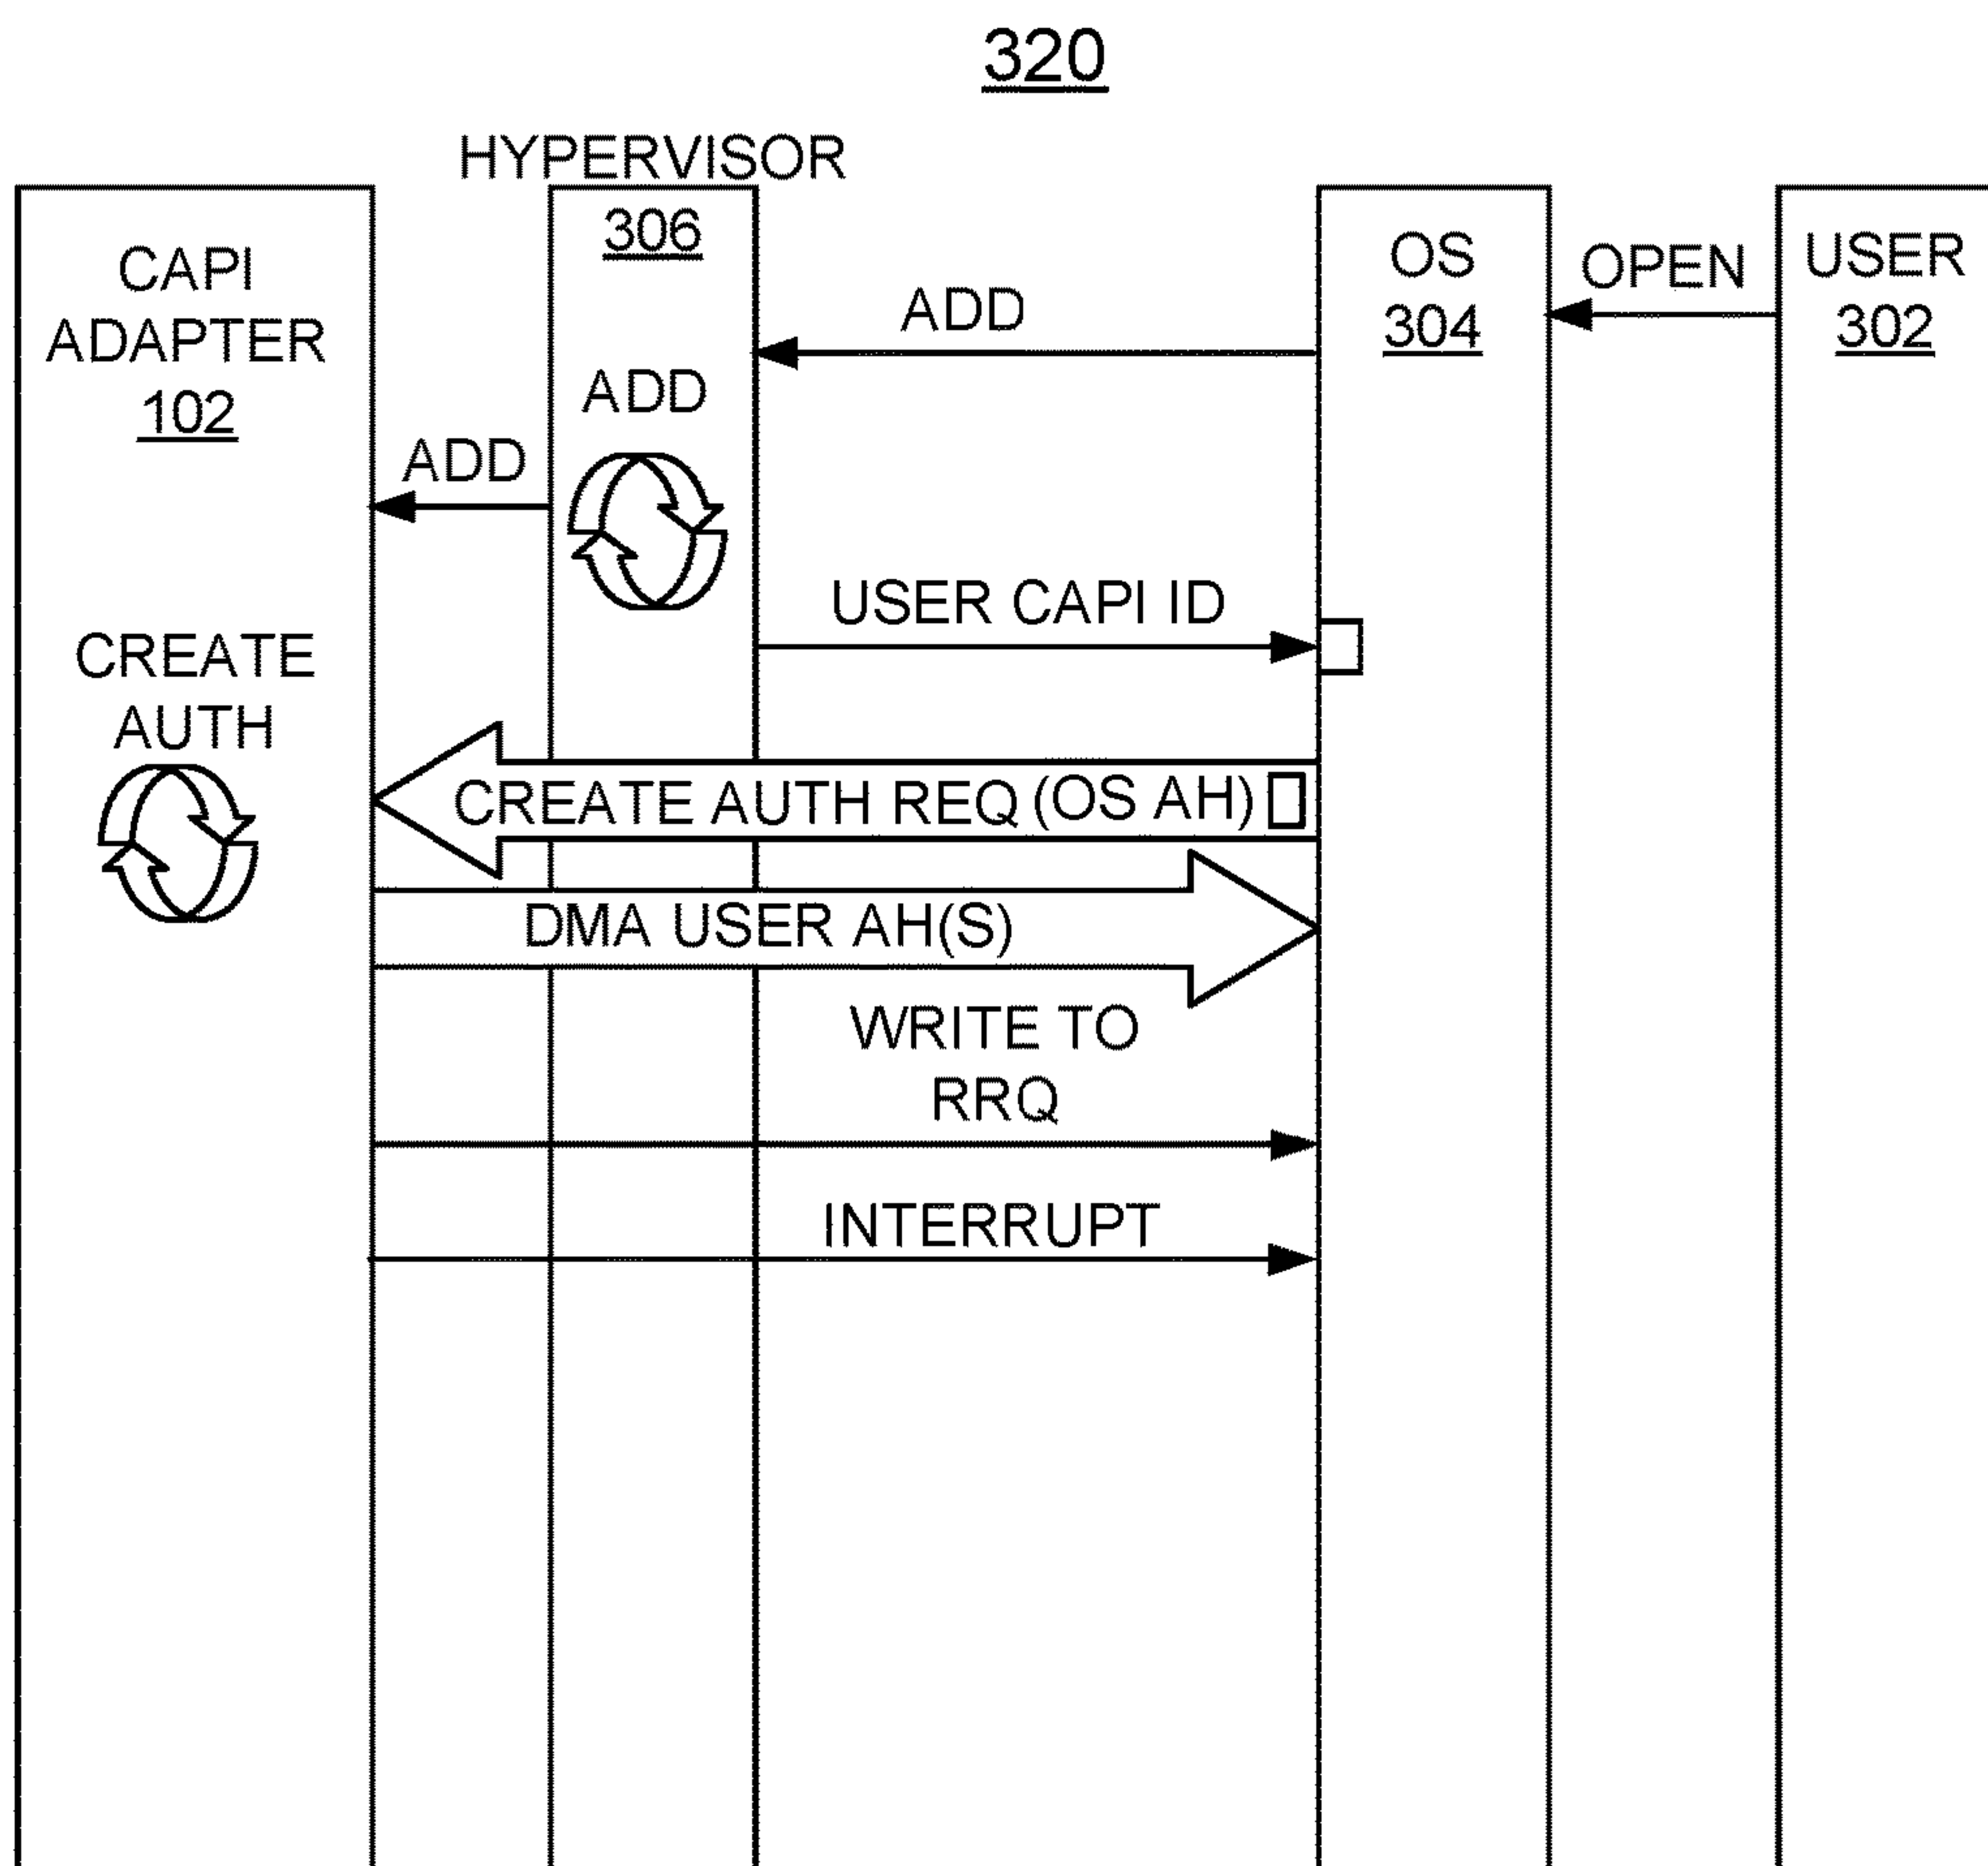 320
HYPERVISOR
306
CAPI
ADAPTER
102
OS
304
OPEN
USER
302
ADD
ADD
ADD
USER CAPI ID
CREATE
AUTH
CREATE AUTH REQ (OS AH)
DMA USER AH(S)
WRITE TO
RRQ
INTERRUPT